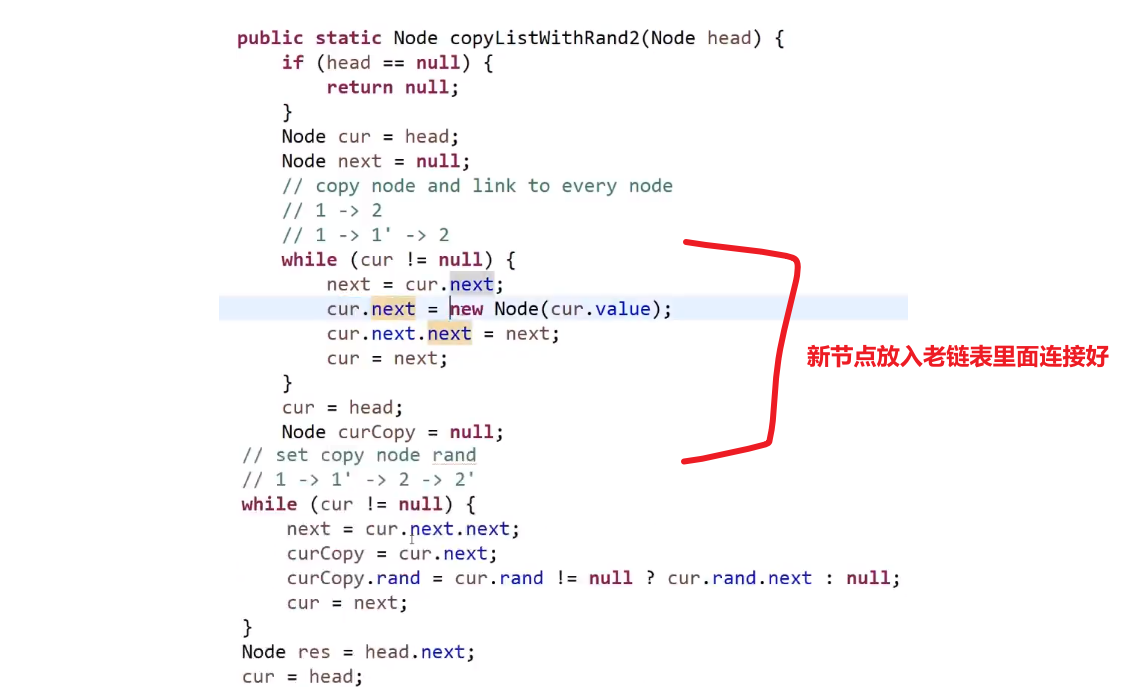 public static Node copyListWithRand2(Node head) {
if (head == null) {
return null;
}
Node cur = head;
Node next = null;
// copy node and link to every node
// 1 -> 2
// 1 -> 1' -> 2
while (cur != null) {
next = cur.next;
cur.next = new Node(cur.value);
cur.next.next = next;
cur = next;
}
cur = head;
Node curCopy = null;
新节点放入老链表里面连接好
// set copy node rand
// 1 -> 1' -> 2 -> 2'
while (cur != null) {
next = cur.next.next;
curCopy = cur.next;
curCopy.rand = cur.rand != null ? cur.rand.next : null;
cur = next;
}
Node res = head.next;
cur = head;